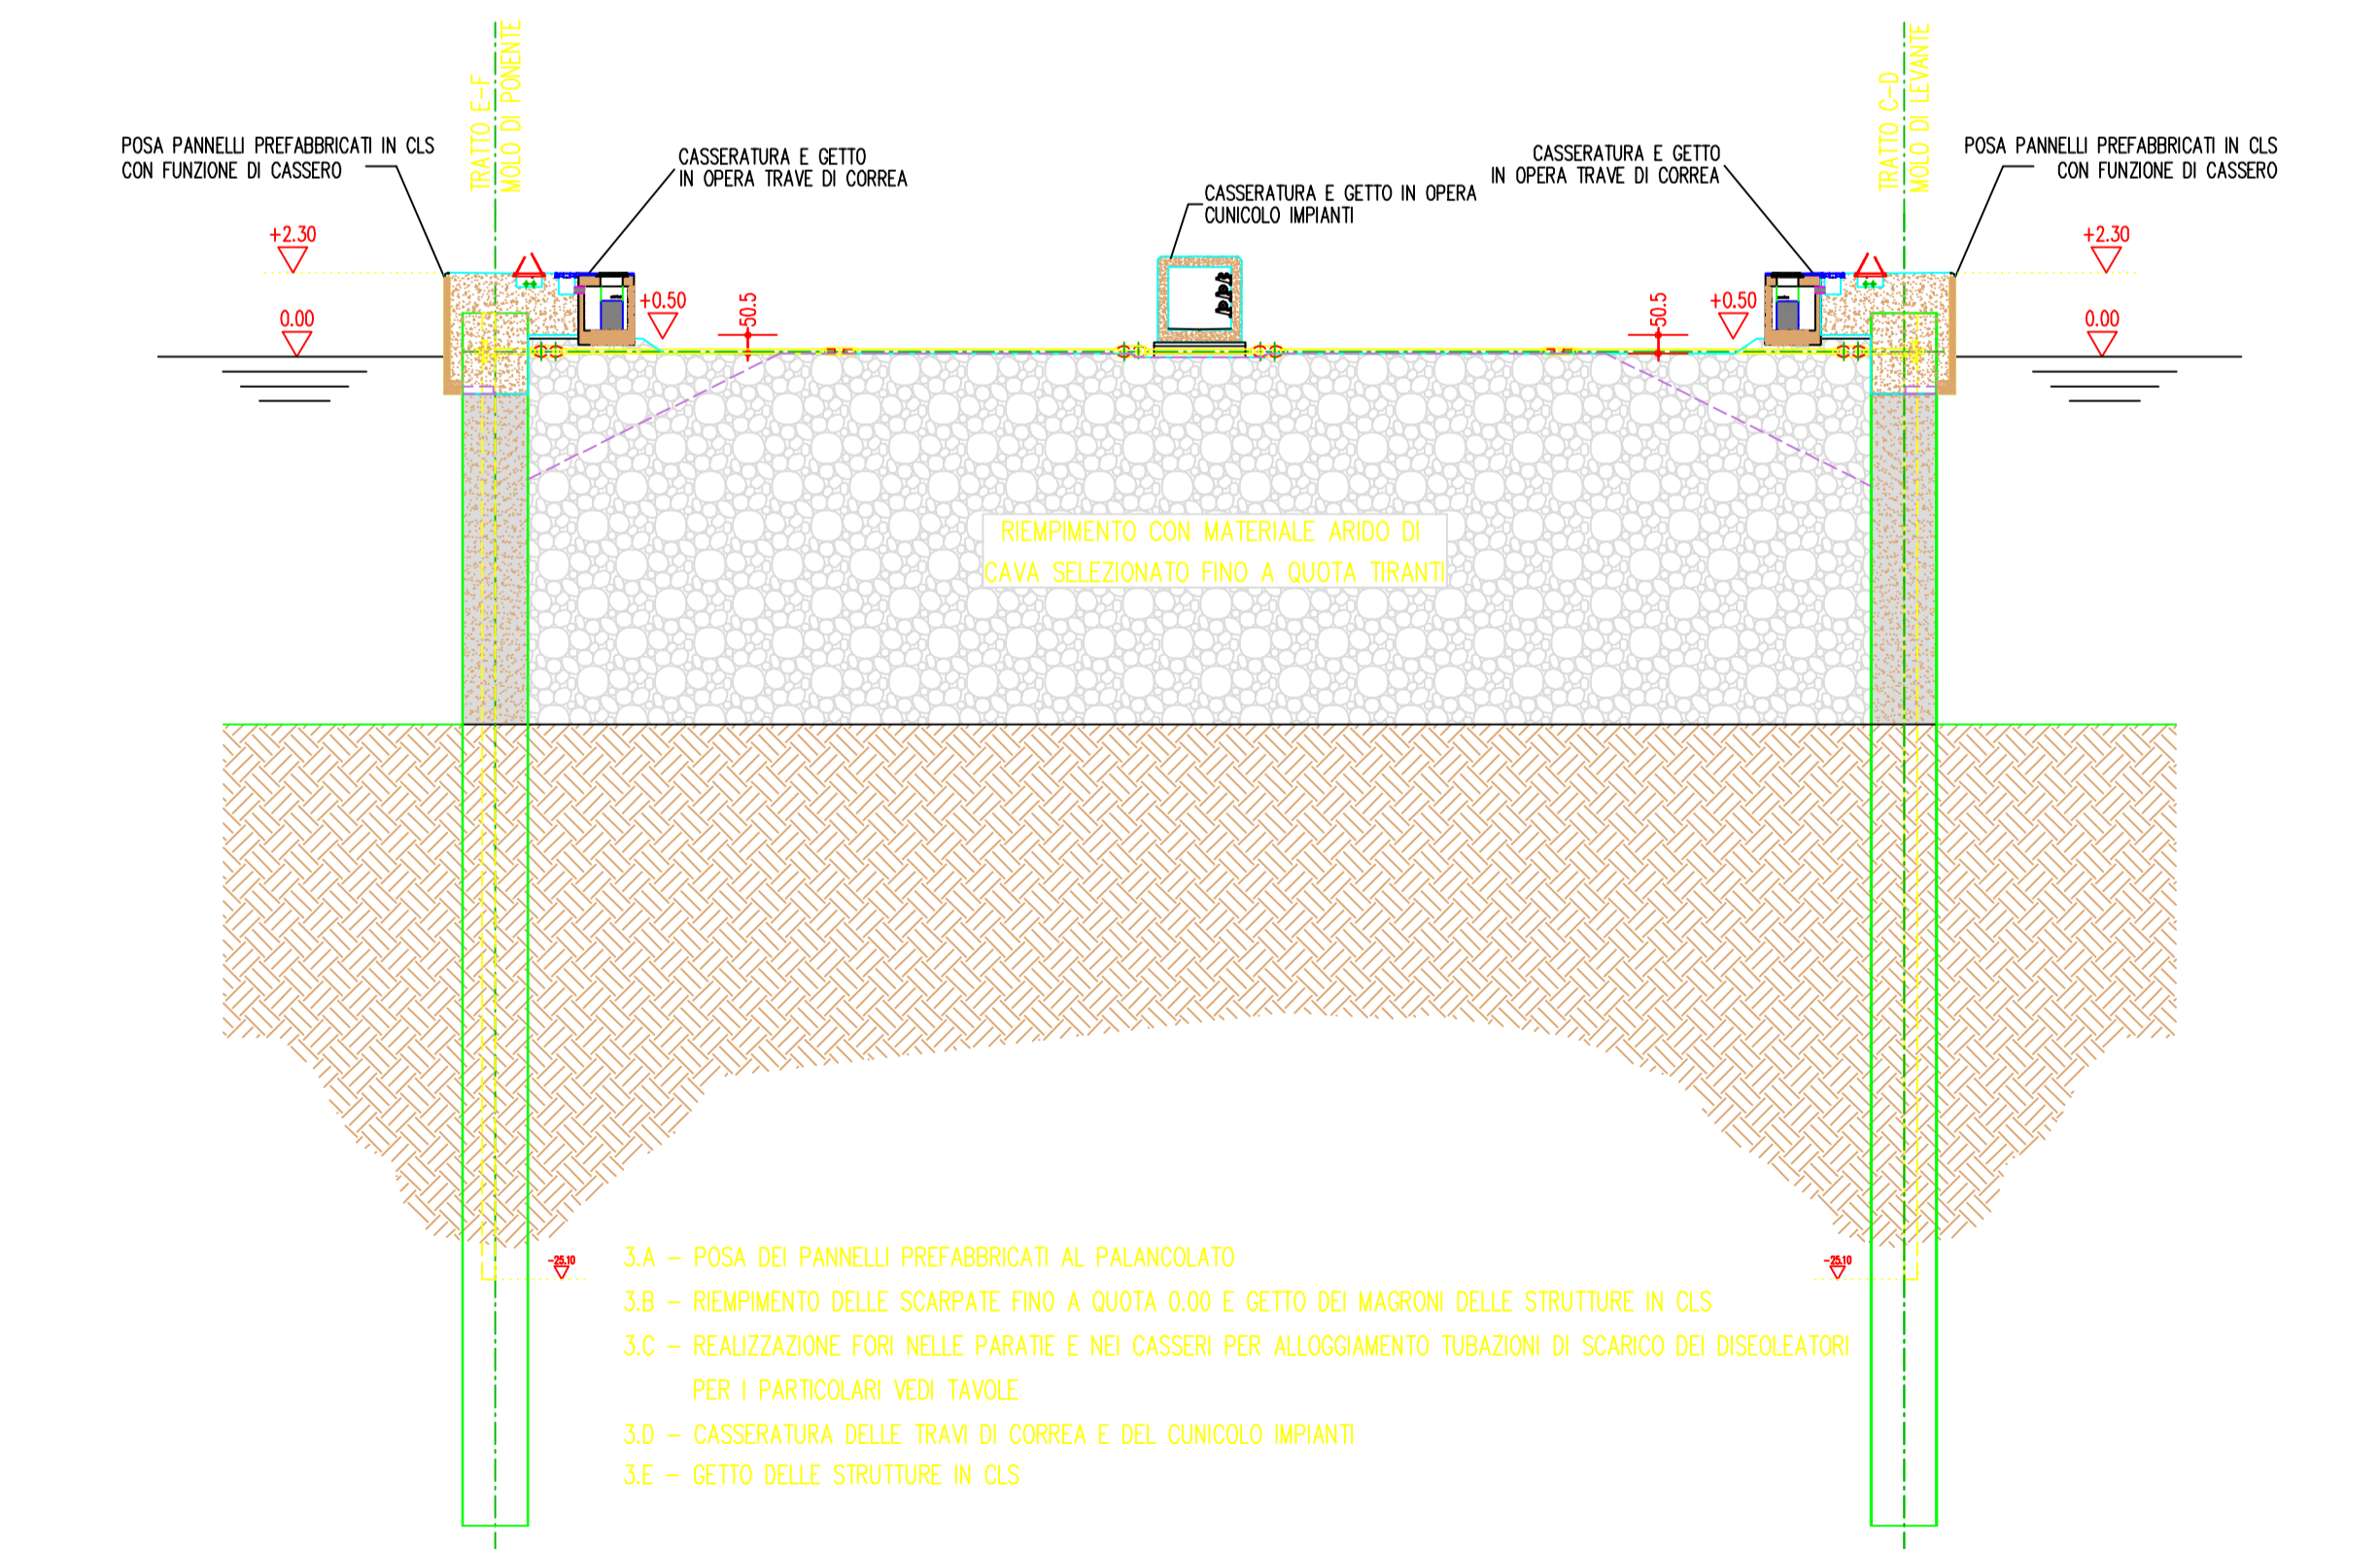 TRATTO E-F
MOLO DI PONENTE
TRATTO C-D
MOLO DI LEVANTE
POSA PANNELLI PREFABBRICATI IN CLS
CON FUNZIONE DI CASSERO
CASSERATURA E GETTO
IN OPERA TRAVE DI CORREA
CASSERATURA E GETTO IN OPERA
CUNICOLO IMPIANTI
CASSERATURA E GETTO
IN OPERA TRAVE DI CORREA
POSA PANNELLI PREFABBRICATI IN CLS
CON FUNZIONE DI CASSERO
+2.30
+2.30
0.00
+0.50
50.5
50.5
+0.50
0.00
RIEMPIMENTO CON MATERIALE ARIDO DI
CAVA SELEZIONATO FINO A QUOTA TIRANTI
-25.10
-25.10
3.A - POSA DEI PANNELLI PREFABBRICATI AL PALANCOLATO
3.B - RIEMPIMENTO DELLE SCARPATE FINO A QUOTA 0.00 E GETTO DEI MAGRONI DELLE STRUTTURE IN CLS
3.C - REALIZZAZIONE FORI NELLE PARATIE E NEI CASSERI PER ALLOGGIAMENTO TUBAZIONI DI SCARICO DEI DISEOLEATORI
PER I PARTICOLARI VEDI TAVOLE
3.D - CASSERATURA DELLE TRAVI DI CORREA E DEL CUNICOLO IMPIANTI
3.E - GETTO DELLE STRUTTURE IN CLS